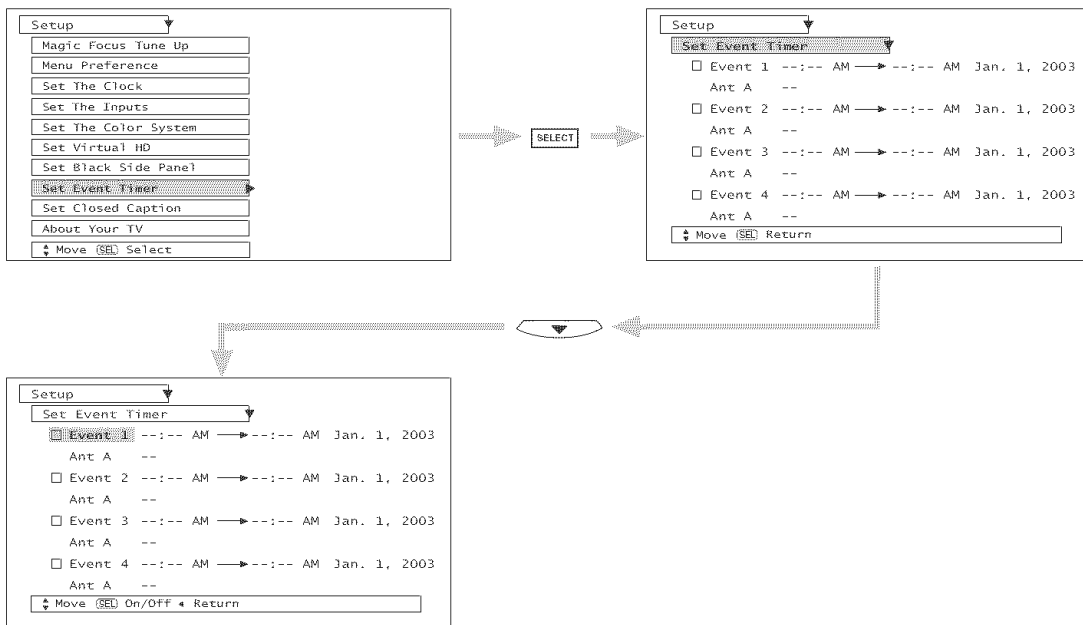 Setup
Magic Focus Tune Up
Menu Preference
Set The Clock
Set The Inputs
Set The Color System
Set Virtual HD
Set Black Side Panel
Set Event Timer
Set Closed Caption
About Your TV
Move SEL Select
SELECT
Setup
Set Event Timer
Event 1 --:-- AM --:-- AM Jan. 1, 2003
Ant A --
Event 2 --:-- AM --:-- AM Jan. 1, 2003
Ant A --
Event 3 --:-- AM --:-- AM Jan. 1, 2003
Ant A --
Event 4 --:-- AM --:-- AM Jan. 1, 2003
Ant A --
Move SEL Return
Setup
Set Event Timer
Event 1 --:-- AM --:-- AM Jan. 1, 2003
Ant A --
Event 2 --:-- AM --:-- AM Jan. 1, 2003
Ant A --
Event 3 --:-- AM --:-- AM Jan. 1, 2003
Ant A --
Event 4 --:-- AM --:-- AM Jan. 1, 2003
Ant A --
Move SEL On/Off Return